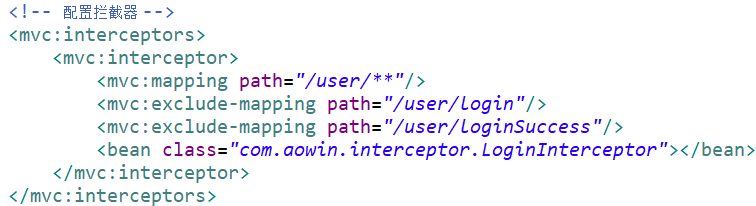 <!-- 配置拦截器 -->
<mvc:interceptors>
    <mvc:interceptor>
        <mvc:mapping path="/user/**"/>
        <mvc:exclude-mapping path="/user/login"/>
        <mvc:exclude-mapping path="/user/loginSuccess"/>
        <bean class="com.aowin.interceptor.LoginInterceptor"></bean>
    </mvc:interceptor>
</mvc:interceptors>